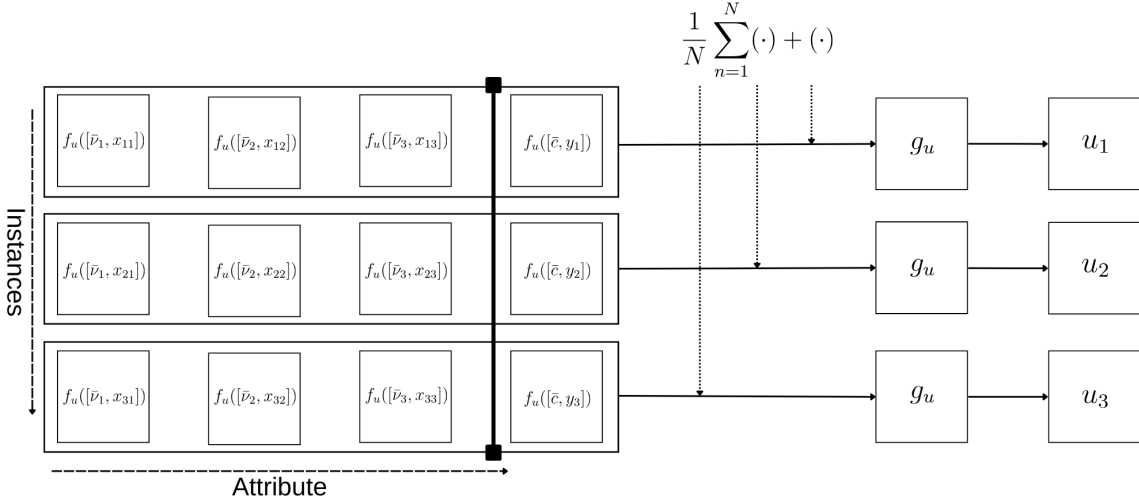 $\frac{1}{N}\sum_{n=1}^{N}(\cdot)+(\cdot)$
$f_u([\bar{\nu}_1, x_{11}])$ $f_u([\bar{\nu}_2, x_{12}])$ $f_u([\bar{\nu}_3, x_{13}])$ $f_u([\bar{c}, y_1])$ $g_u$ $u_1$
Instances
$f_u([\bar{\nu}_1, x_{21}])$ $f_u([\bar{\nu}_2, x_{22}])$ $f_u([\bar{\nu}_3, x_{23}])$ $f_u([\bar{c}, y_2])$ $g_u$ $u_2$
$f_u([\bar{\nu}_1, x_{31}])$ $f_u([\bar{\nu}_2, x_{32}])$ $f_u([\bar{\nu}_3, x_{33}])$ $f_u([\bar{c}, y_3])$ $g_u$ $u_3$
Attribute